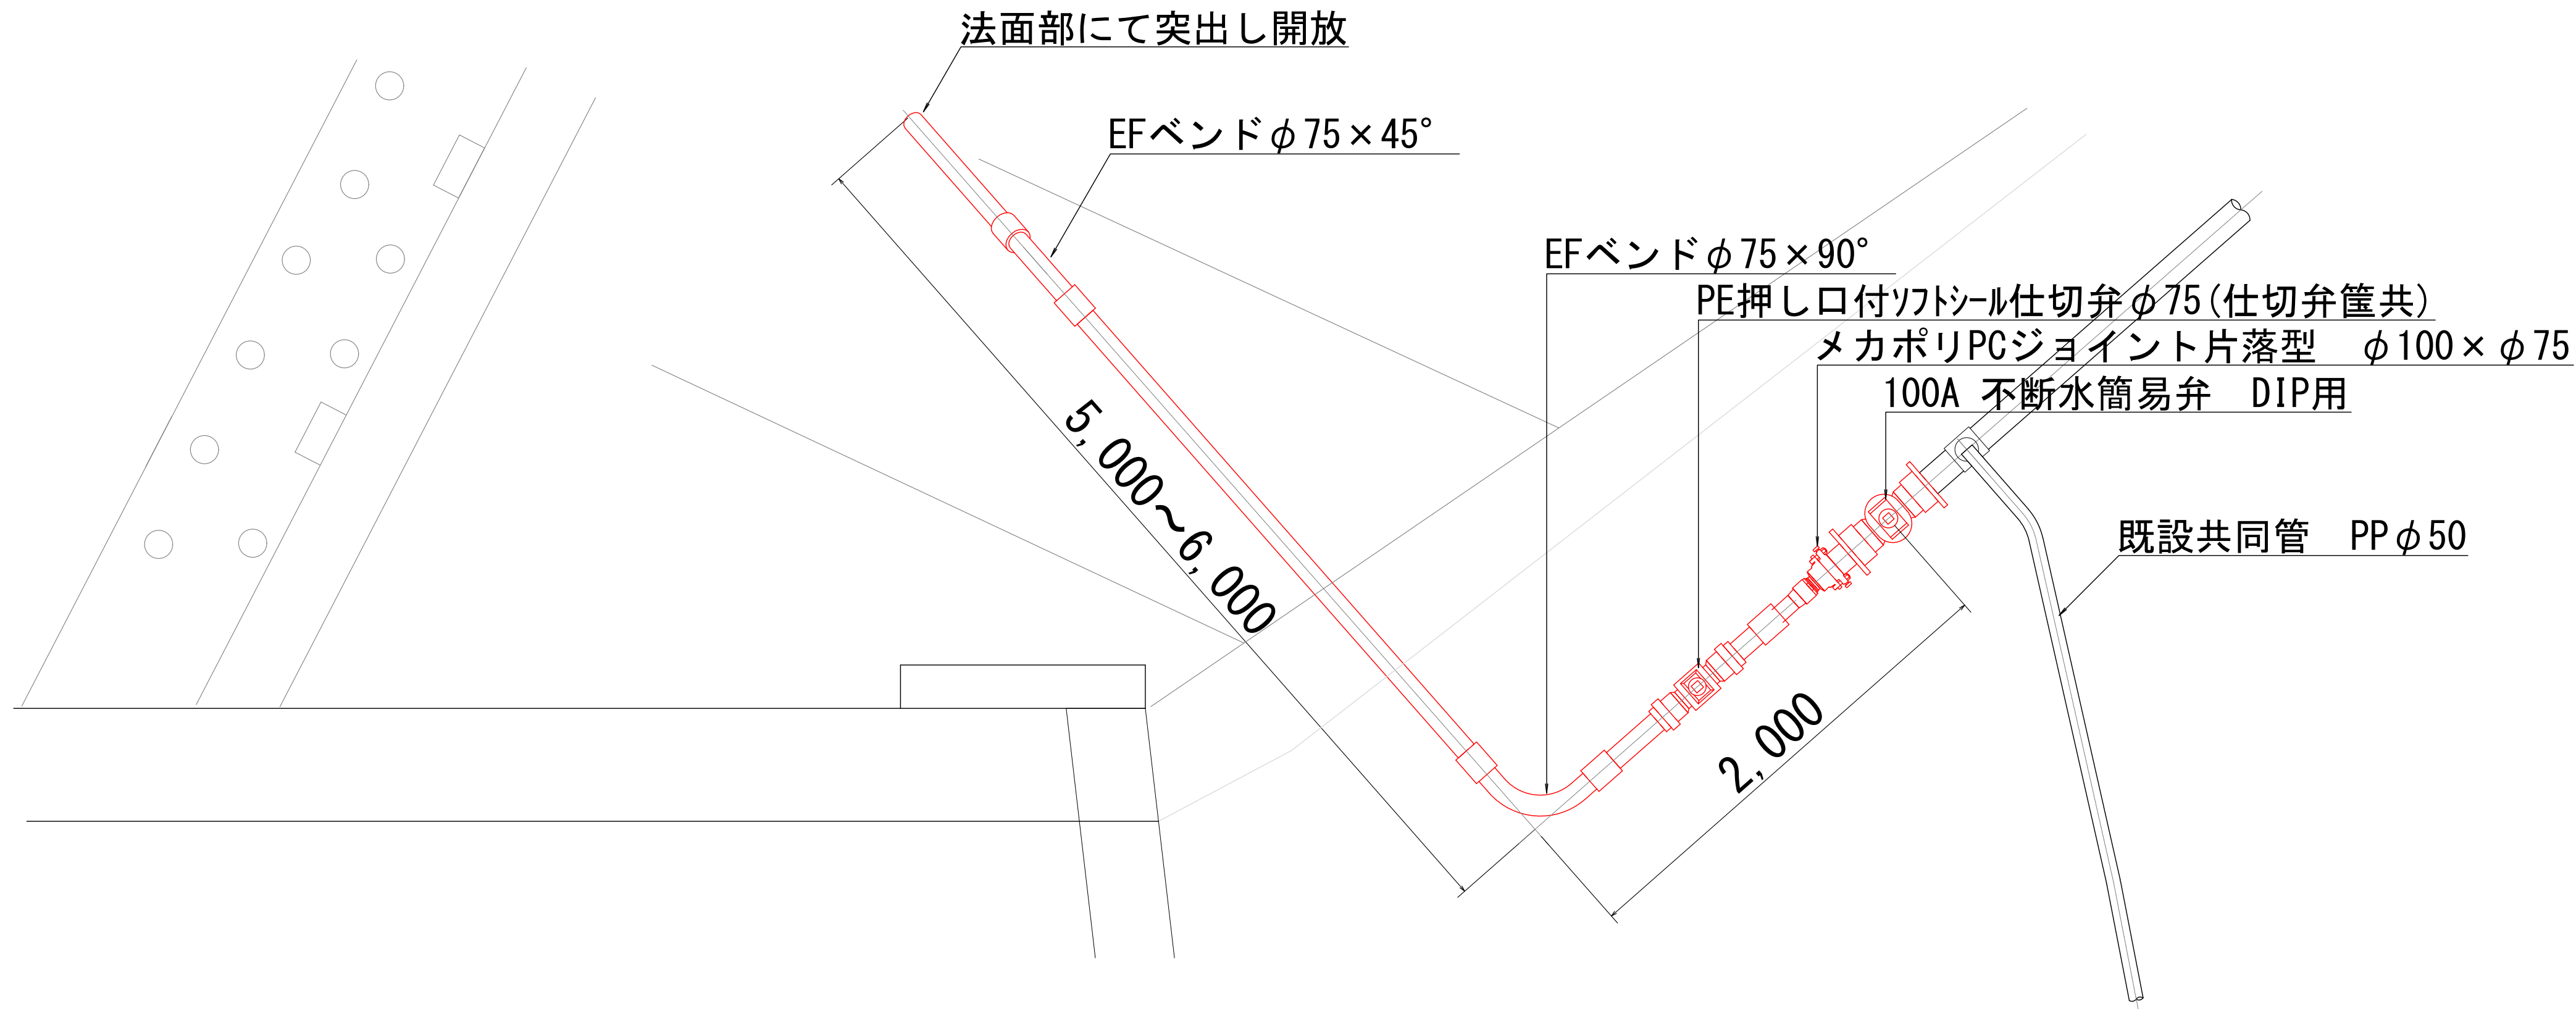 法面部にて突出し開放
EFベンドφ75×45°
EFベンドφ75×90°
PE押し口付ｿﾌﾄｼｰﾙ仕切弁φ75(仕切弁筺共)
メカポリPCジョイント片落型　φ100×φ75
100A 不断水簡易弁　DIP用
5,000～6,000
既設共同管　PPφ50
2,000